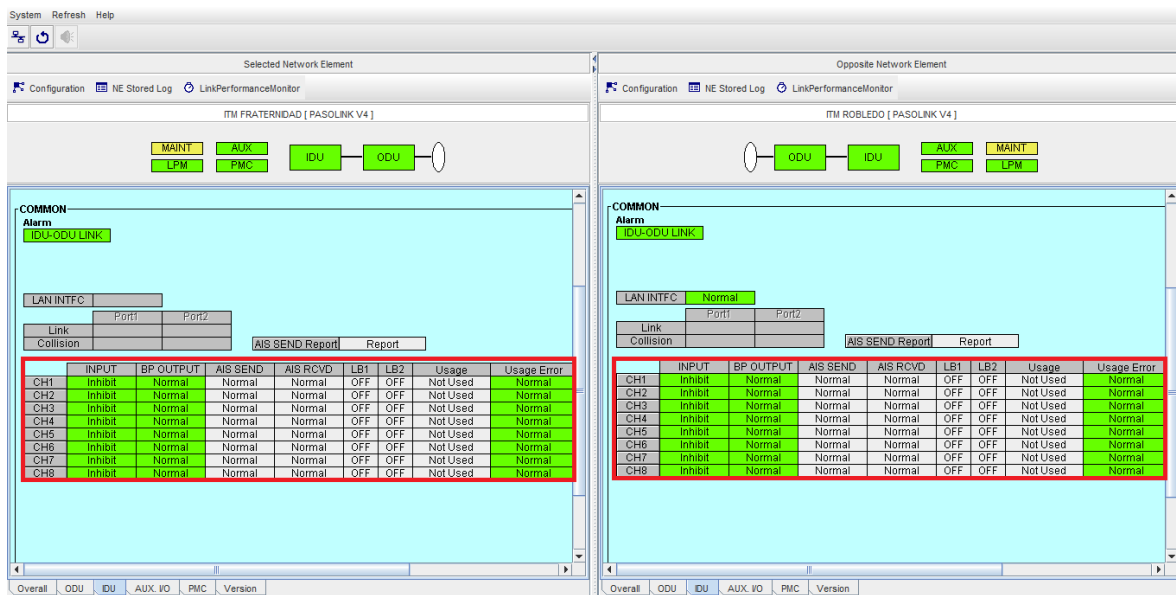 System Refresh Help
Selected Network Element
Configuration NE Stored Log LinkPerformanceMonitor
ITM FRATERNIDAD [ PASOLINK V4 ]
MAINT AUX IDU ODU
LPM PMC
COMMON
Alarm
IDU-ODU LINK
LAN INTFC
Port1 Port2
Link
Collision AIS SEND Report Report
INPUT BP OUTPUT AIS SEND AIS RCVD LB1 LB2 Usage Usage Error
CH1 Inhibit Normal Normal Normal OFF OFF Not Used Normal
CH2 Inhibit Normal Normal Normal OFF OFF Not Used Normal
CH3 Inhibit Normal Normal Normal OFF OFF Not Used Normal
CH4 Inhibit Normal Normal Normal OFF OFF Not Used Normal
CH5 Inhibit Normal Normal Normal OFF OFF Not Used Normal
CH6 Inhibit Normal Normal Normal OFF OFF Not Used Normal
CH7 Inhibit Normal Normal Normal OFF OFF Not Used Normal
CH8 Inhibit Normal Normal Normal OFF OFF Not Used Normal
Overall ODU IDU AUX. I/O PMC Version
Opposite Network Element
Configuration NE Stored Log LinkPerformanceMonitor
ITM ROBLEDO [ PASOLINK V4 ]
ODU IDU AUX MAINT
PMC LPM
COMMON
Alarm
IDU-ODU LINK
LAN INTFC Normal
Port1 Port2
Link
Collision AIS SEND Report Report
INPUT BP OUTPUT AIS SEND AIS RCVD LB1 LB2 Usage Usage Error
CH1 Inhibit Normal Normal Normal OFF OFF Not Used Normal
CH2 Inhibit Normal Normal Normal OFF OFF Not Used Normal
CH3 Inhibit Normal Normal Normal OFF OFF Not Used Normal
CH4 Inhibit Normal Normal Normal OFF OFF Not Used Normal
CH5 Inhibit Normal Normal Normal OFF OFF Not Used Normal
CH6 Inhibit Normal Normal Normal OFF OFF Not Used Normal
CH7 Inhibit Normal Normal Normal OFF OFF Not Used Normal
CH8 Inhibit Normal Normal Normal OFF OFF Not Used Normal
Overall ODU IDU AUX. I/O PMC Version